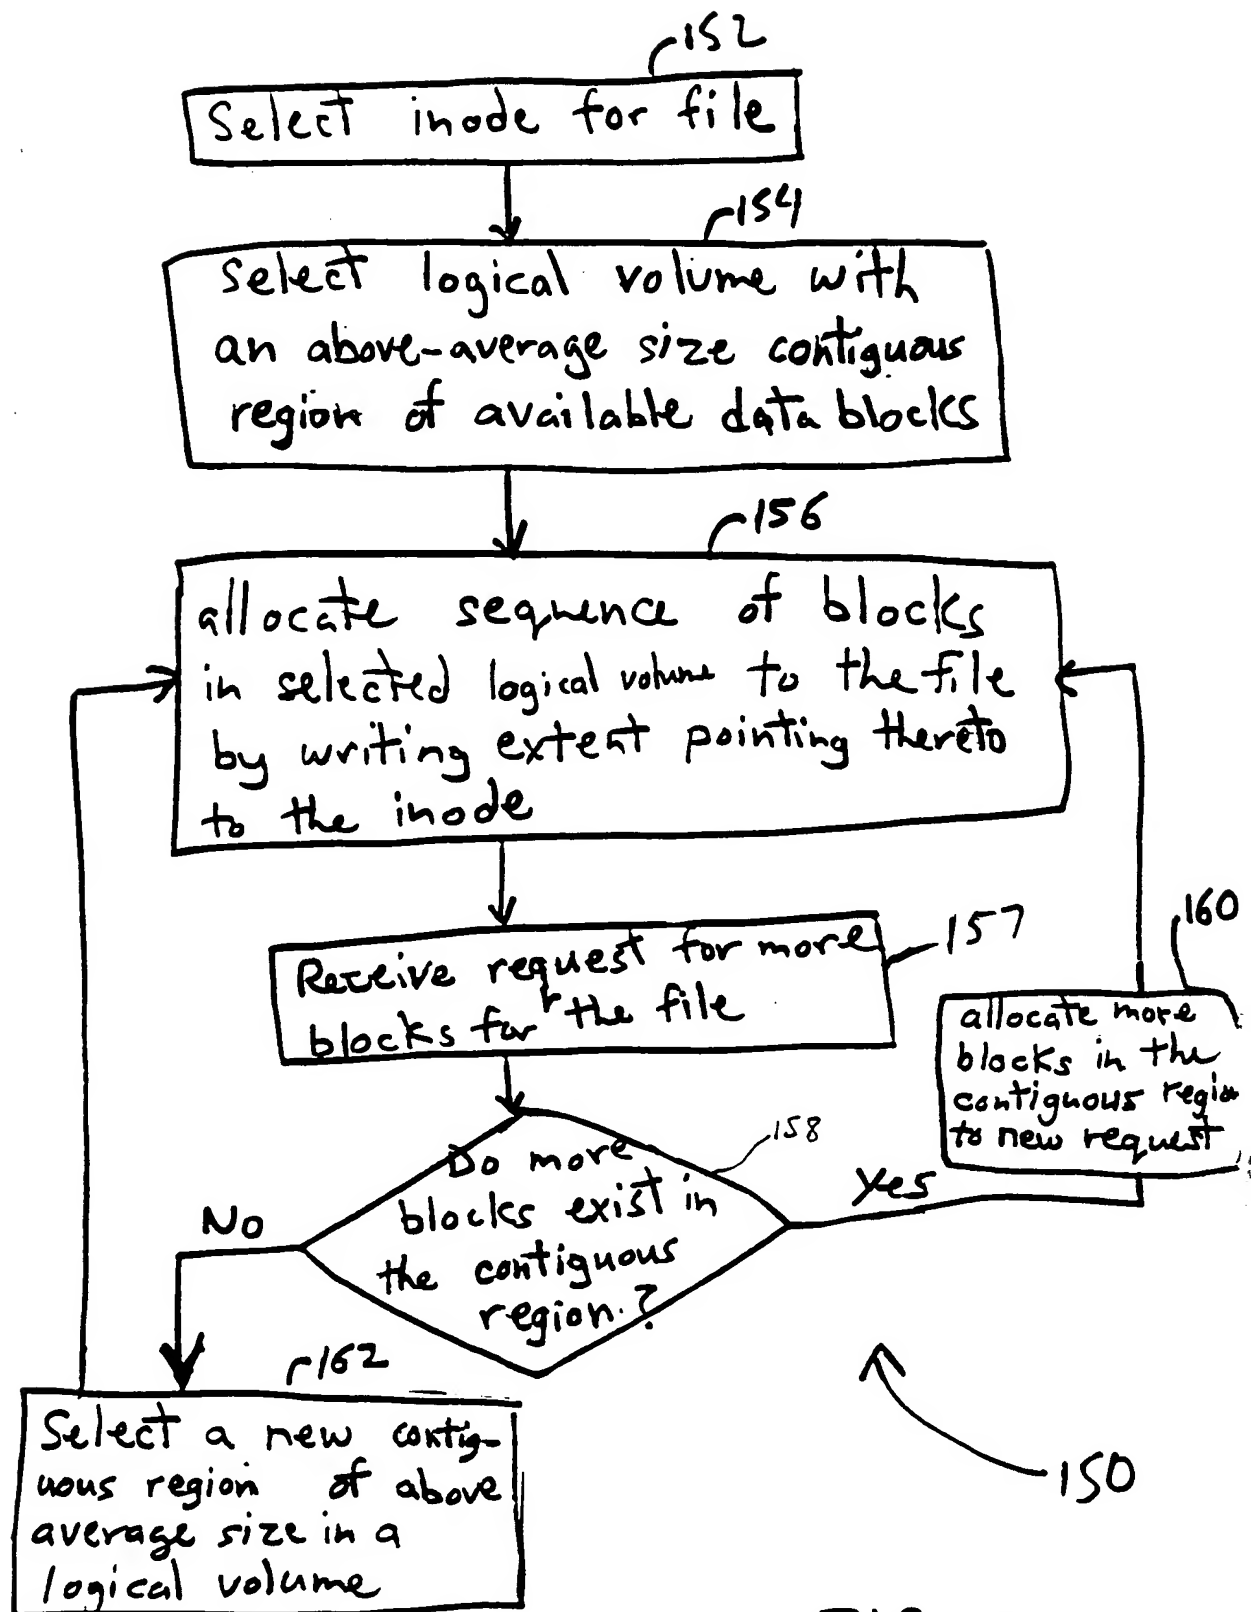 152
Select inode for file
154
select logical volume with
an above-average size contiguous
region of available data blocks
156
allocate sequence of blocks
in selected logical volume to the file
by writing extent pointing thereto
to the inode
157
Receive request for more
blocks for the file
158
Do more
blocks exist in
the contiguous
region.?
Yes
160
allocate more
blocks in the
contiguous region
to new request
No
162
Select a new contig-
uous region of above
average size in a
logical volume
150